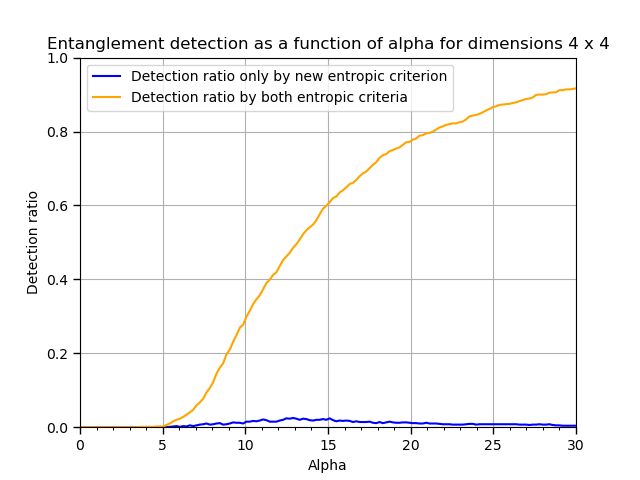 Entanglement detection as a function of alpha for dimensions 4 x 4
Detection ratio only by new entropic criterion
Detection ratio by both entropic criteria
Detection ratio
1.0
0.8
0.6
0.4
0.2
0.0
0 5 10 15 20 25 30
Alpha